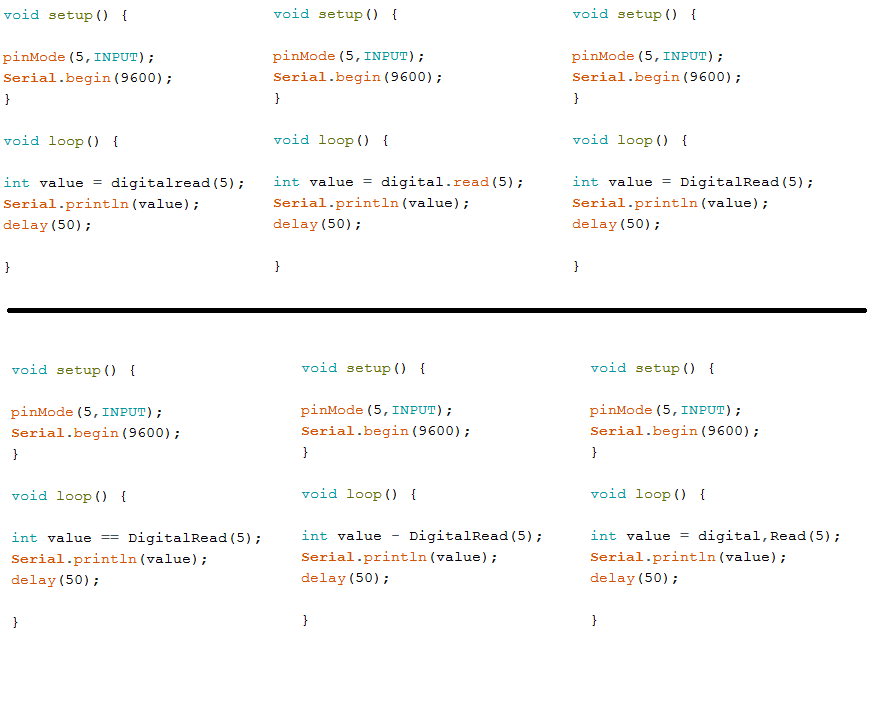 void setup() {
pinMode(5,INPUT);
Serial.begin(9600);
}
void loop() {
int value = digitalread(5);
Serial.println(value);
delay(50);
}
void setup() {
pinMode(5,INPUT);
Serial.begin(9600);
}
void loop() {
int value = digital.read(5);
Serial.println(value);
delay(50);
}
void setup() {
pinMode(5,INPUT);
Serial.begin(9600);
}
void loop() {
int value = DigitalRead(5);
Serial.println(value);
delay(50);
}
void setup() {
pinMode(5,INPUT);
Serial.begin(9600);
}
void loop() {
int value == DigitalRead(5);
Serial.println(value);
delay(50);
}
void setup() {
pinMode(5,INPUT);
Serial.begin(9600);
}
void loop() {
int value - DigitalRead(5);
Serial.println(value);
delay(50);
}
void setup() {
pinMode(5,INPUT);
Serial.begin(9600);
}
void loop() {
int value = digital,Read(5);
Serial.println(value);
delay(50);
}